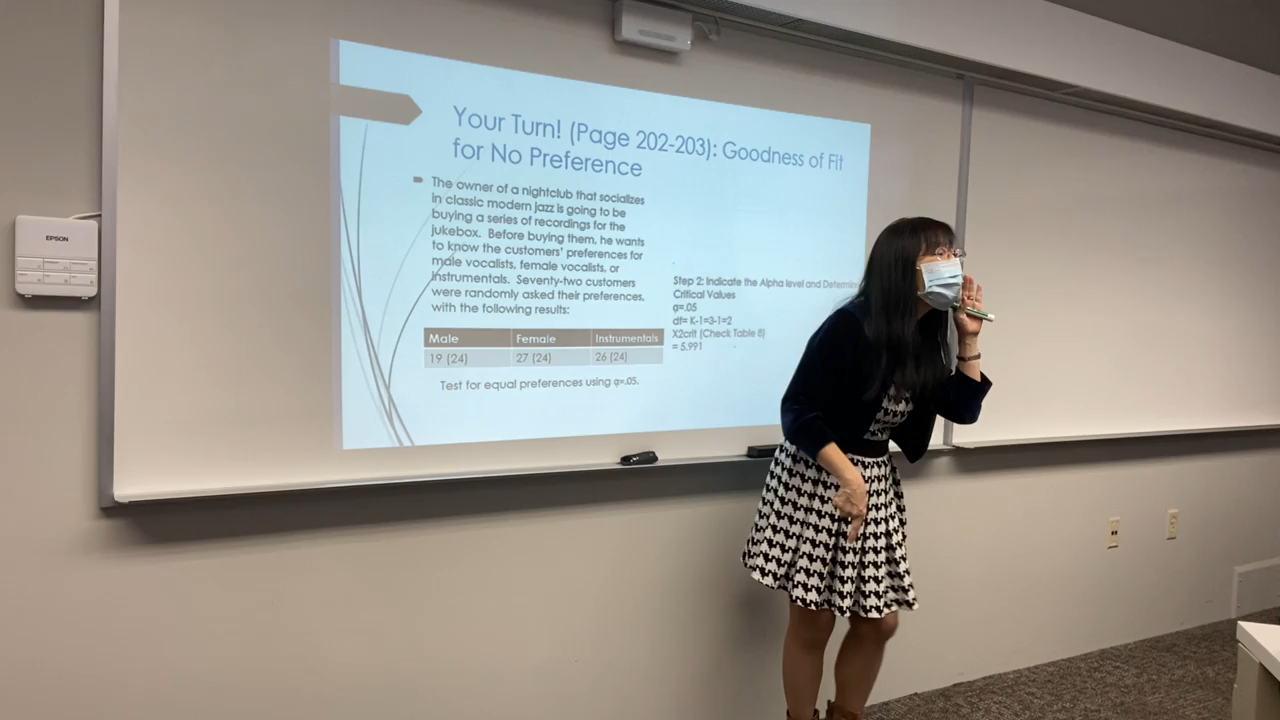 EPSON
Your Turn! (Page 202-203): Goodness of Fit
for No Preference
The owner of a nightclub that socializes
in classic modern jazz is going to be
buying a series of recordings for the
jukebox. Before buying them, he wants
to know the customers' preferences for
male vocalists, female vocalists, or
instrumentals. Seventy-two customers
were randomly asked their preferences,
with the following results:
Male Female Instrumentals
19 (24) 27 (24) 26 (24)
Test for equal preferences using α=.05.
Step 2: Indicate the Alpha level and Determine
Critical Values
α=.05
df= K-1=3-1=2
X2crit (Check Table 8)
= 5.991